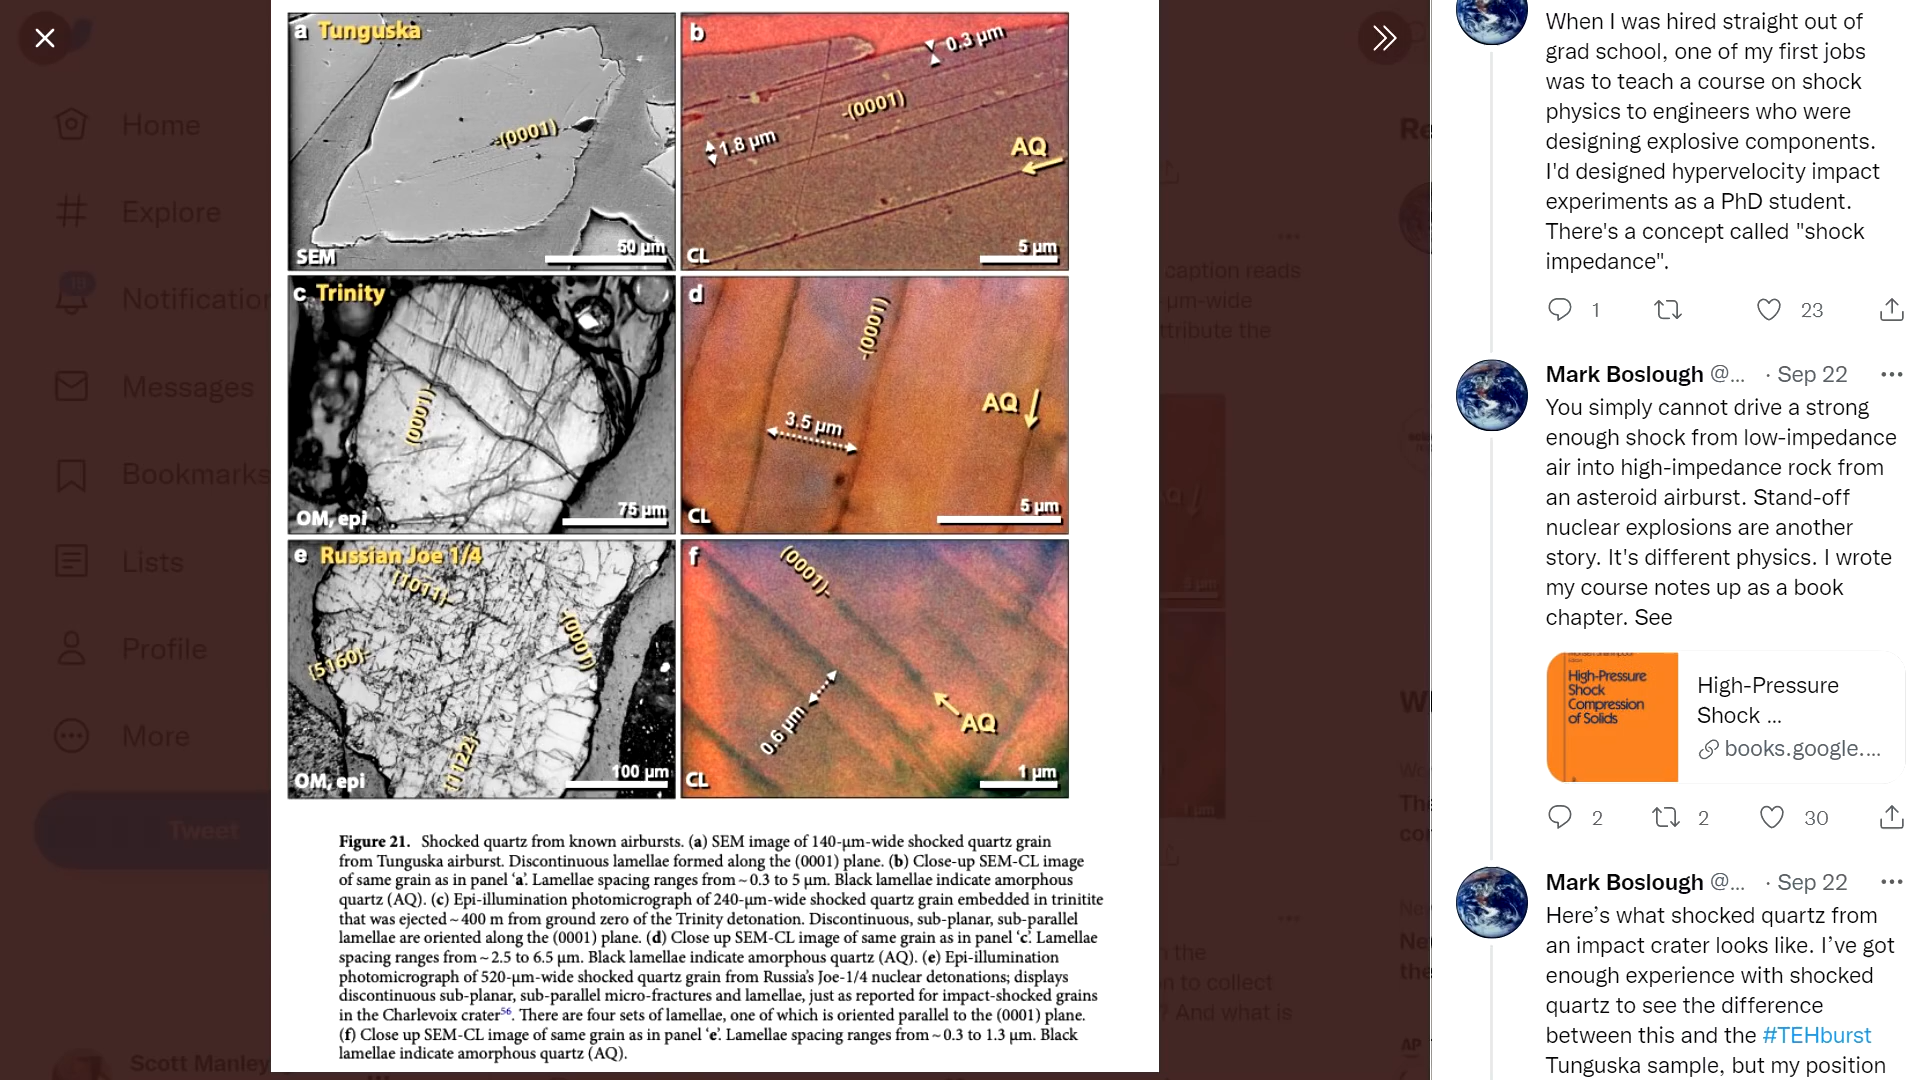 a Tunguska
-(0001)
50 μm
SEM
b
0.3 μm
-(0001)
1.8 μm
AQ
5 μm
CL
c Trinity
(0001)
75 μm
OM, epi
d
-(0001)
3.5 μm
AQ
5 μm
CL
e Russian Joe 1/4
(1011)-
-(0001)
(5160)-
(1122)-
100 μm
OM, epi
f
(0001)-
0.6 μm
AQ
1 μm
CL
Figure 21. Shocked quartz from known airbursts. (a) SEM image of 140-μm-wide shocked quartz grain
from Tunguska airburst. Discontinuous lamellae formed along the (0001) plane. (b) Close-up SEM-CL image
of same grain as in panel ‘a’. Lamellae spacing ranges from ~ 0.3 to 5 μm. Black lamellae indicate amorphous
quartz (AQ). (c) Epi-illumination photomicrograph of 240-μm-wide shocked quartz grain embedded in trinitite
that was ejected ~ 400 m from ground zero of the Trinity detonation. Discontinuous, sub-planar, sub-parallel
lamellae are oriented along the (0001) plane. (d) Close up SEM-CL image of same grain as in panel ‘c’. Lamellae
spacing ranges from ~ 2.5 to 6.5 μm. Black lamellae indicate amorphous quartz (AQ). (e) Epi-illumination
photomicrograph of 520-μm-wide shocked quartz grain from Russia’s Joe-1/4 nuclear detonations; displays
discontinuous sub-planar, sub-parallel micro-fractures and lamellae, just as reported for impact-shocked grains
in the Charlevoix crater56. There are four sets of lamellae, one of which is oriented parallel to the (0001) plane.
(f) Close up SEM-CL image of same grain as in panel ‘e’. Lamellae spacing ranges from ~ 0.3 to 1.3 μm. Black
lamellae indicate amorphous quartz (AQ).
Home
Explore
18
Notification
Messages
Bookmarks
Lists
Profile
More
Tweet
Scott Manley
caption reads
μm-wide
ttribute the
n the
n to collect
? And what is
When I was hired straight out of
grad school, one of my first jobs
was to teach a course on shock
physics to engineers who were
designing explosive components.
I'd designed hypervelocity impact
experiments as a PhD student.
There's a concept called "shock
impedance".
1 23
Mark Boslough @... · Sep 22
You simply cannot drive a strong
enough shock from low-impedance
air into high-impedance rock from
an asteroid airburst. Stand-off
nuclear explosions are another
story. It's different physics. I wrote
my course notes up as a book
chapter. See
High-Pressure
Shock
Compression
of Solids
High-Pressure
Shock ...
books.google....
2 2 30
Mark Boslough @... · Sep 22
Here’s what shocked quartz from
an impact crater looks like. I’ve got
enough experience with shocked
quartz to see the difference
between this and the #TEHburst
Tunguska sample, but my position